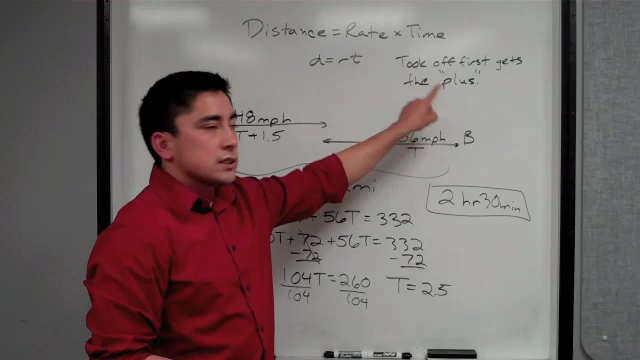 Distance = Rate × Time
d = rt
Took off first gets
the "plus".
48mph
T + 1.5
56mph B
T
mi
+ 56T = 332
T + 72 + 56T = 332
-72 -72
104T = 260
104 104
T = 2.5
2 hr 30 min